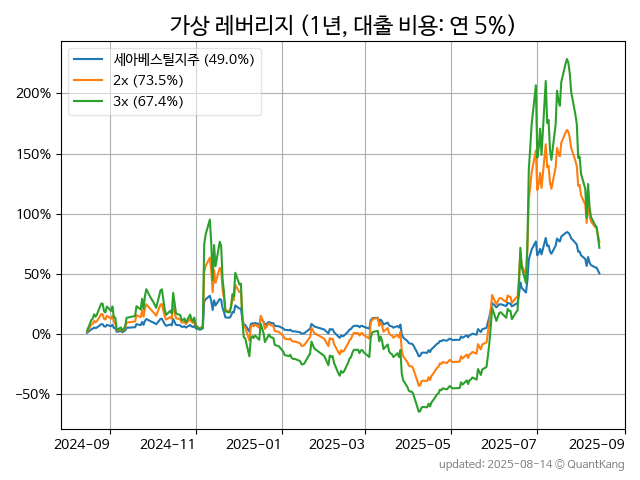 가상 레버리지 (1년, 대출 비용: 연 5%)
세아베스틸지주 (49.0%)
2x (73.5%)
3x (67.4%)
200%
150%
100%
50%
0%
−50%
2024-09 2024-11 2025-01 2025-03 2025-05 2025-07 2025-09
updated: 2025-08-14 © QuantKang